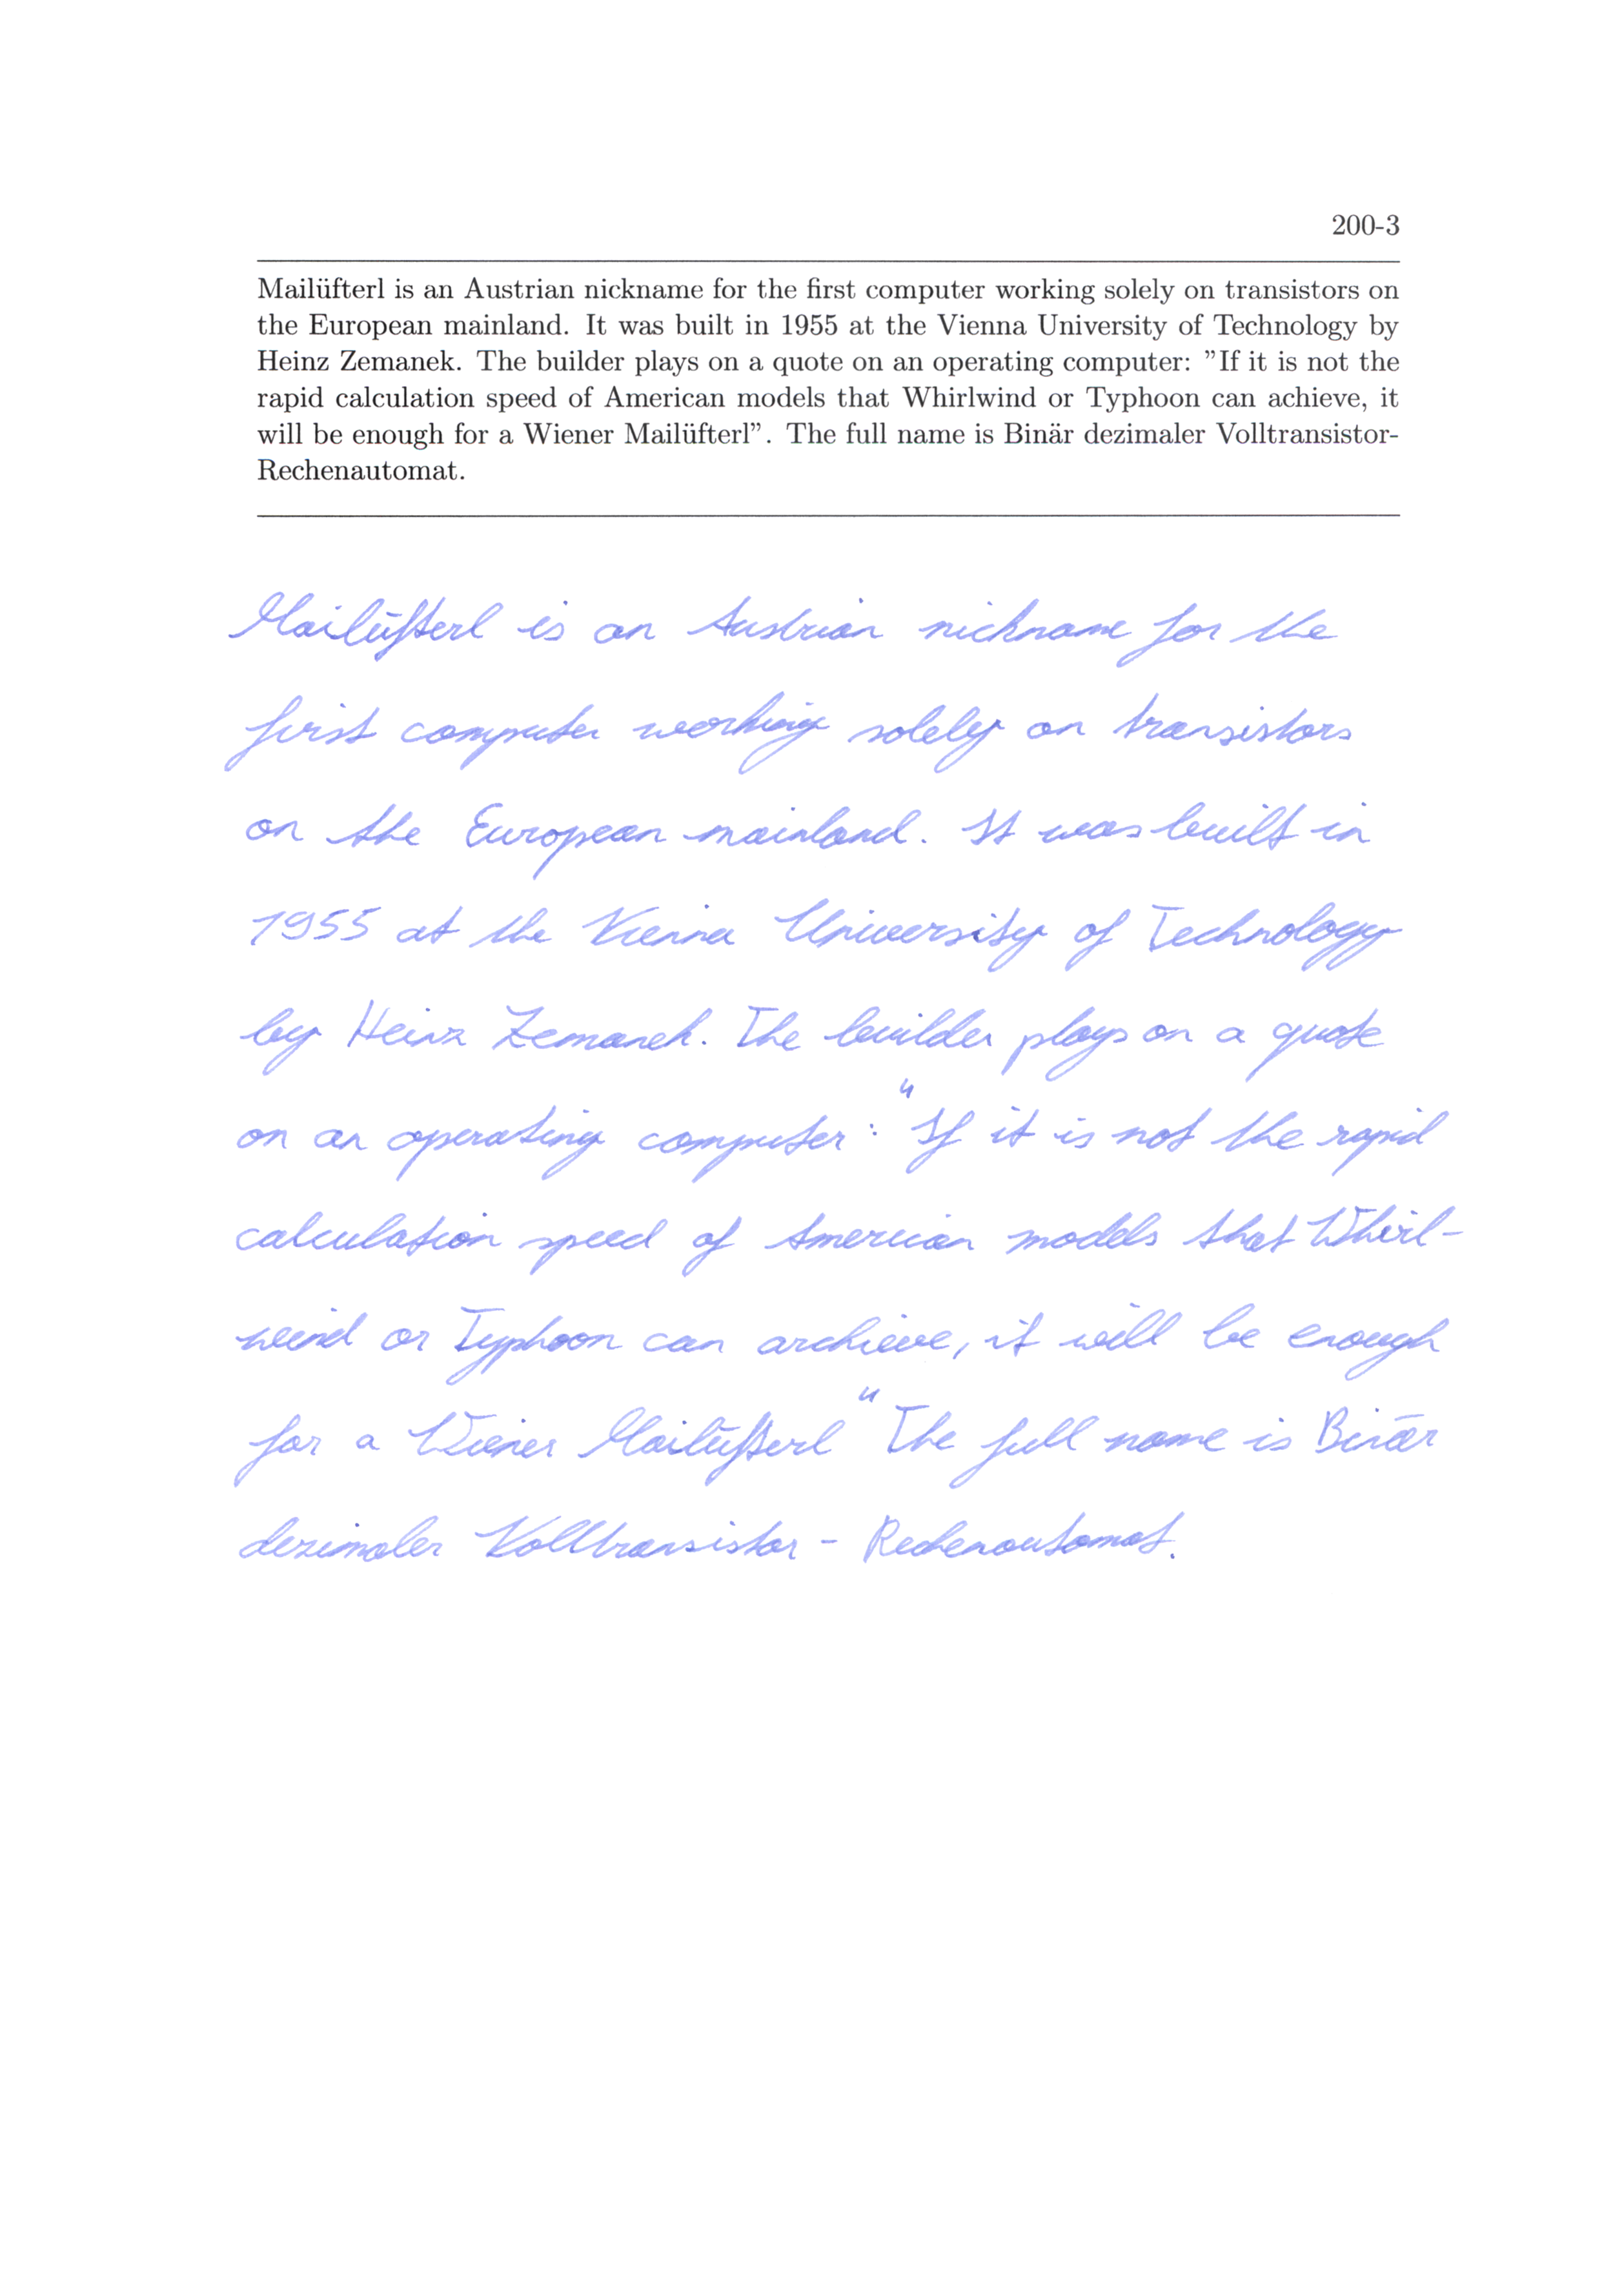 200-3
Mailüfterl is an Austrian nickname for the first computer working solely on transistors on
the European mainland. It was built in 1955 at the Vienna University of Technology by
Heinz Zemanek. The builder plays on a quote on an operating computer: ”If it is not the
rapid calculation speed of American models that Whirlwind or Typhoon can achieve, it
will be enough for a Wiener Mailüfterl”. The full name is Binär dezimaler Volltransistor-
Rechenautomat.
Mailüfterl is an Austrian nickname for the
first computer working solely on transistors
on the European mainland. It was built in
1955 at the Vienna University of Technology
by Heinz Zemanek. The builder plays on a quote
on an operating computer: "If it is not the rapid
calculation speed of American models that Whirl-
wind or Typhoon can archieve, it will be enough
for a Wiener Mailüfterl" The full name is Binär
dezimaler Volltransistor - Rechenautomat.